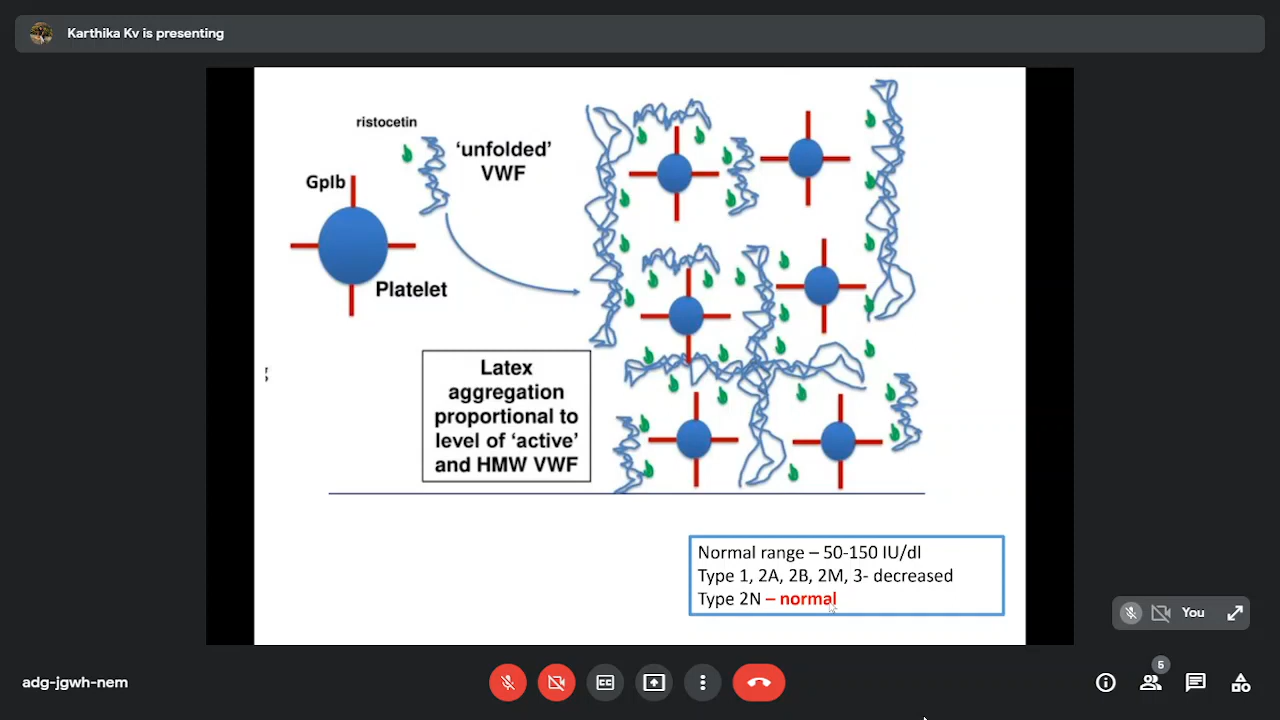 Karthika Kv is presenting
ristocetin
'unfolded'
VWF
GpIb
Platelet
Latex
aggregation
proportional to
level of 'active'
and HMW VWF
Normal range – 50-150 IU/dl
Type 1, 2A, 2B, 2M, 3- decreased
Type 2N – normal
You
adg-jgwh-nem
CC
5